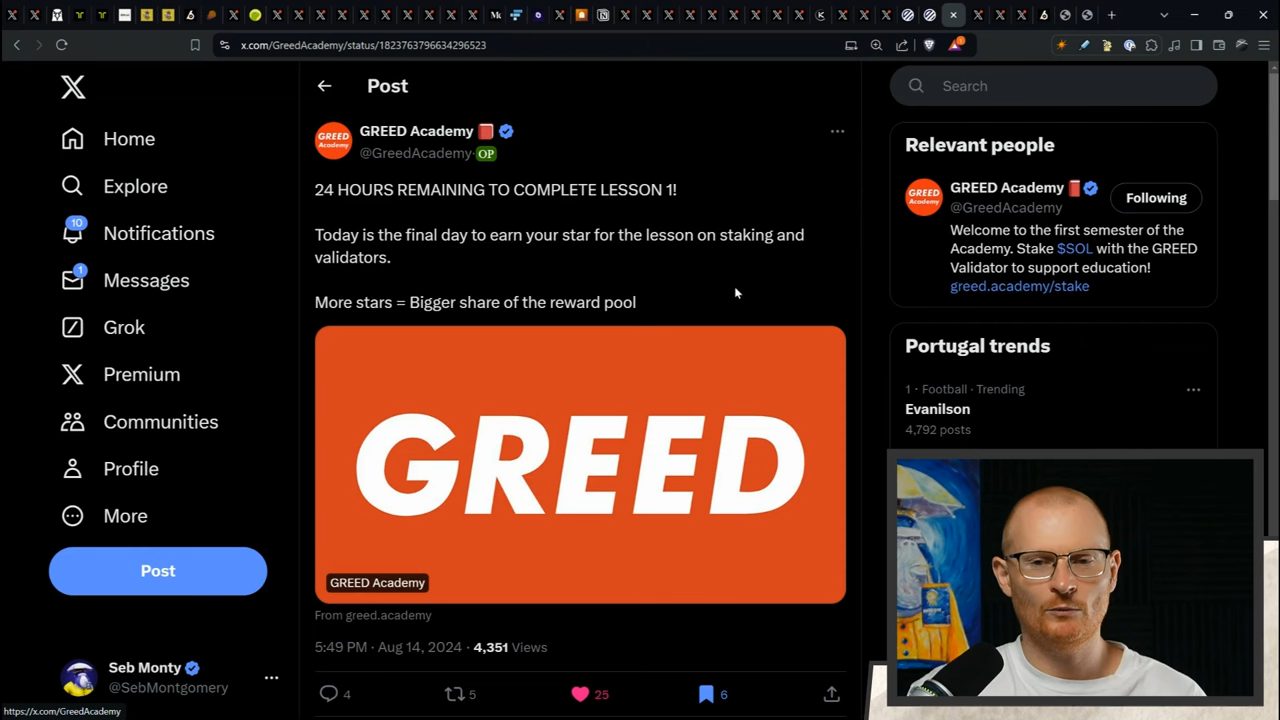 x.com/GreedAcademy/status/1823763796634296523
Home
Explore
10
Notifications
1
Messages
Grok
Premium
Communities
Profile
More
Post
Seb Monty
@SebMontgomery
https://x.com/GreedAcademy
Post
GREED Academy
@GreedAcademy· OP
24 HOURS REMAINING TO COMPLETE LESSON 1!
Today is the final day to earn your star for the lesson on staking and
validators.
More stars = Bigger share of the reward pool
GREED
GREED Academy
From greed.academy
5:49 PM · Aug 14, 2024 · 4,351 Views
4 5 25 6
Search
Relevant people
GREED Academy
@GreedAcademy
Following
Welcome to the first semester of the
Academy. Stake $SOL with the GREED
Validator to support education!
greed.academy/stake
Portugal trends
1 · Football · Trending
Evanilson
4,792 posts